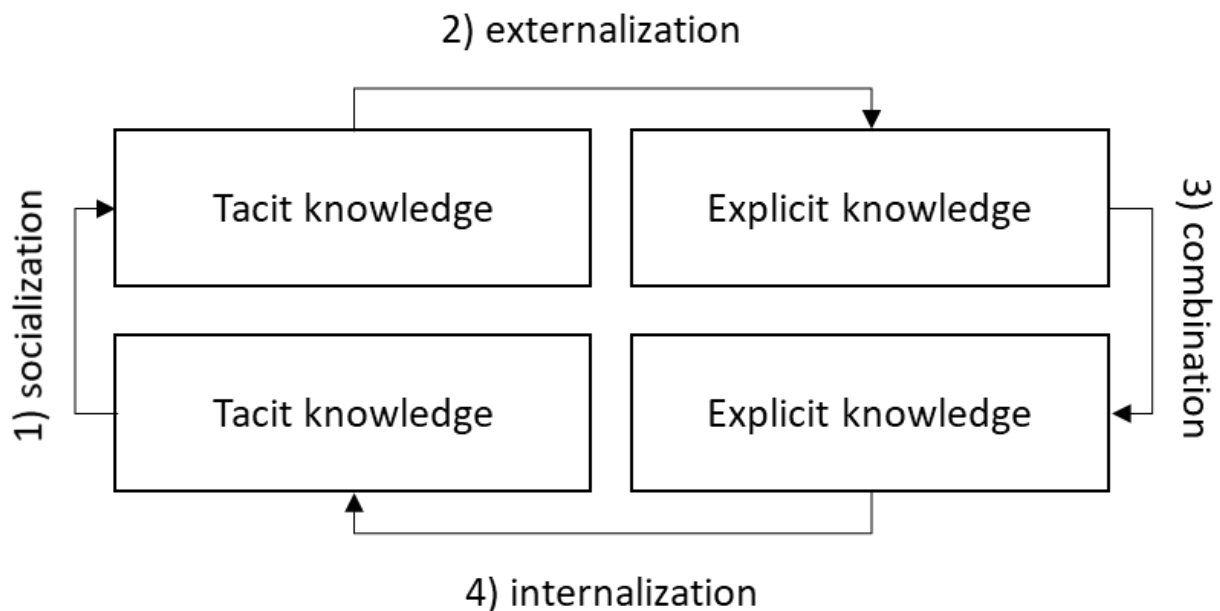 2) externalization
Tacit knowledge
Explicit knowledge
1) socialization
3) combination
Tacit knowledge
Explicit knowledge
4) internalization